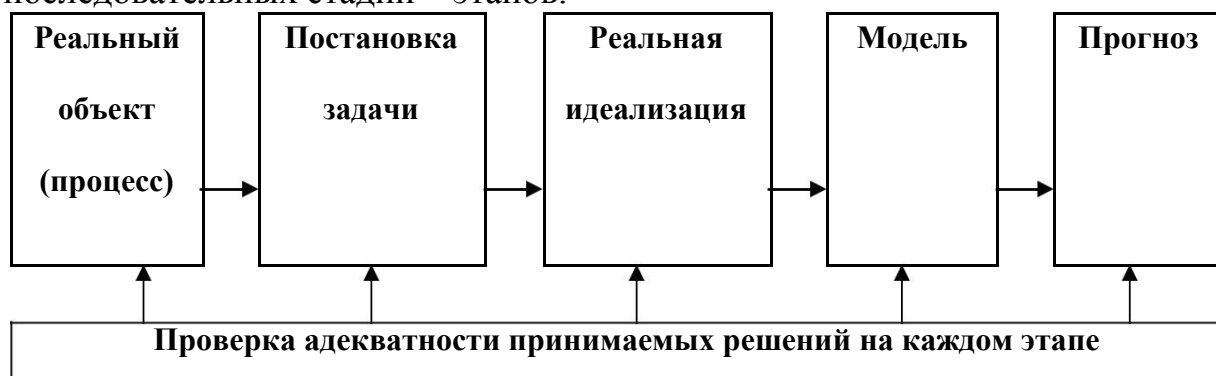 последовательных стадий – этапов.
Реальный
объект
(процесс)
Постановка
задачи
Реальная
идеализация
Модель
Прогноз
Проверка адекватности принимаемых решений на каждом этапе